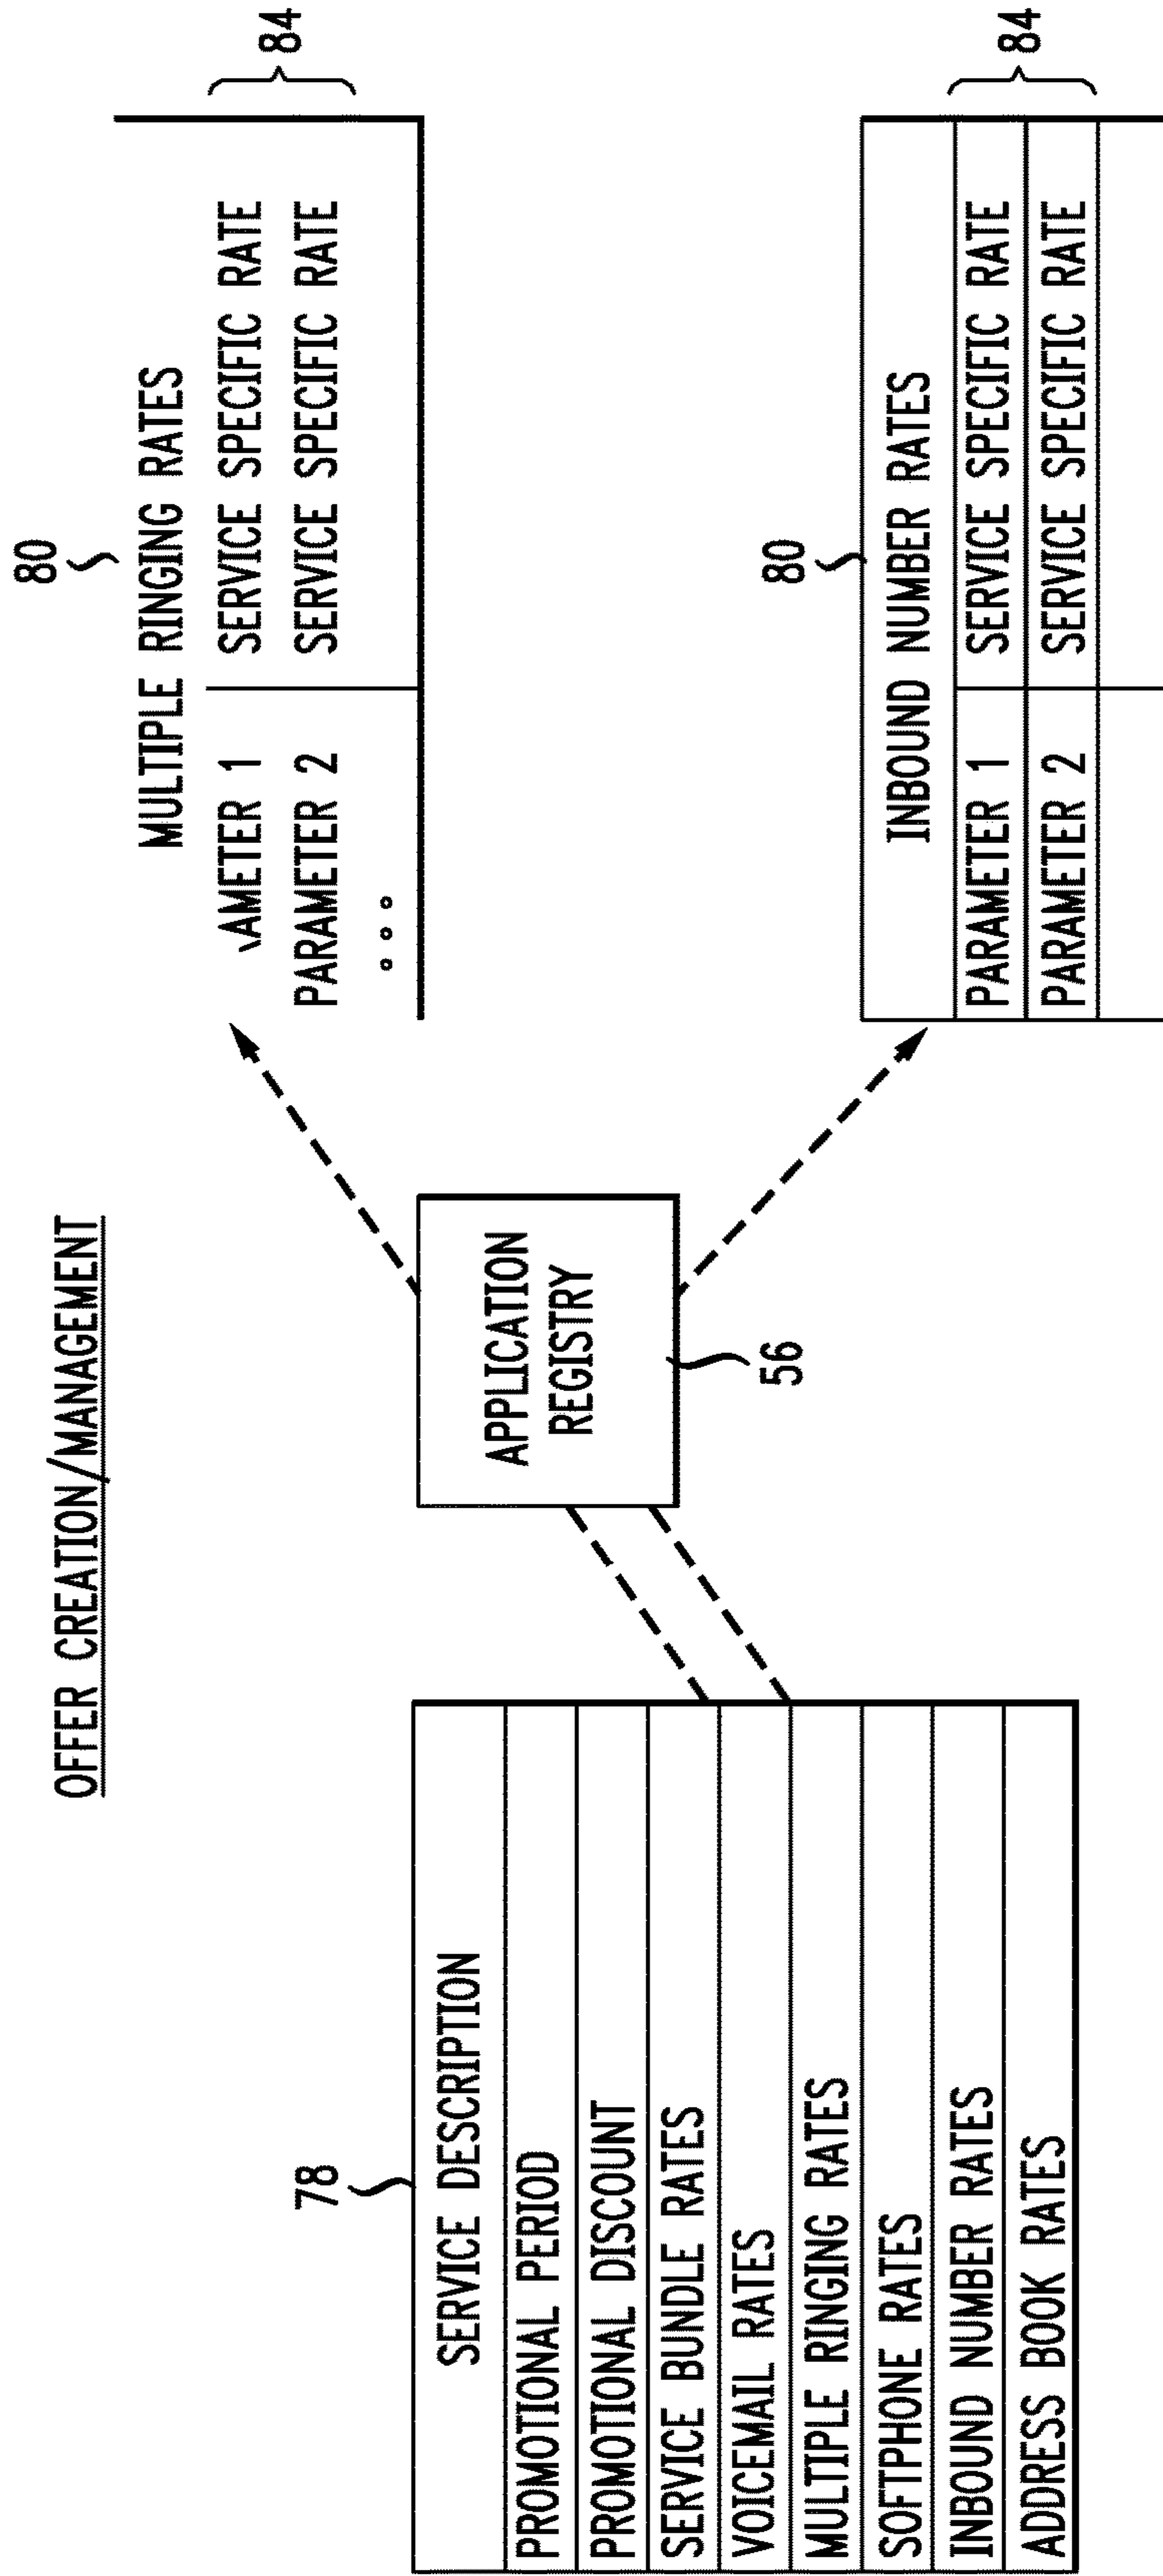 OFFER CREATION/MANAGEMENT
78
SERVICE DESCRIPTION
PROMOTIONAL PERIOD
PROMOTIONAL DISCOUNT
SERVICE BUNDLE RATES
VOICEMAIL RATES
MULTIPLE RINGING RATES
SOFTPHONE RATES
INBOUND NUMBER RATES
ADDRESS BOOK RATES
APPLICATION
REGISTRY
56
80
MULTIPLE RINGING RATES
AMETER 1 SERVICE SPECIFIC RATE
PARAMETER 2 SERVICE SPECIFIC RATE
84
80
INBOUND NUMBER RATES
PARAMETER 1 SERVICE SPECIFIC RATE
PARAMETER 2 SERVICE SPECIFIC RATE
84